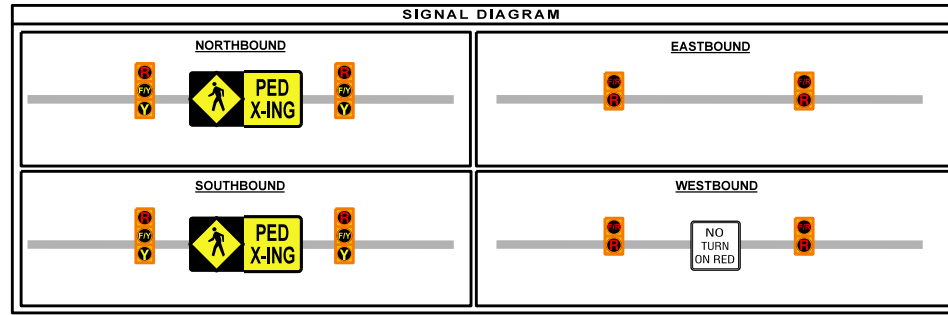 SIGNAL DIAGRAM
NORTHBOUND
R
F/Y
Y
PED
X-ING
R
F/Y
Y
EASTBOUND
F/R
R
F/R
R
SOUTHBOUND
R
F/Y
Y
PED
X-ING
R
F/Y
Y
WESTBOUND
F/R
R
NO
TURN
ON RED
F/R
R